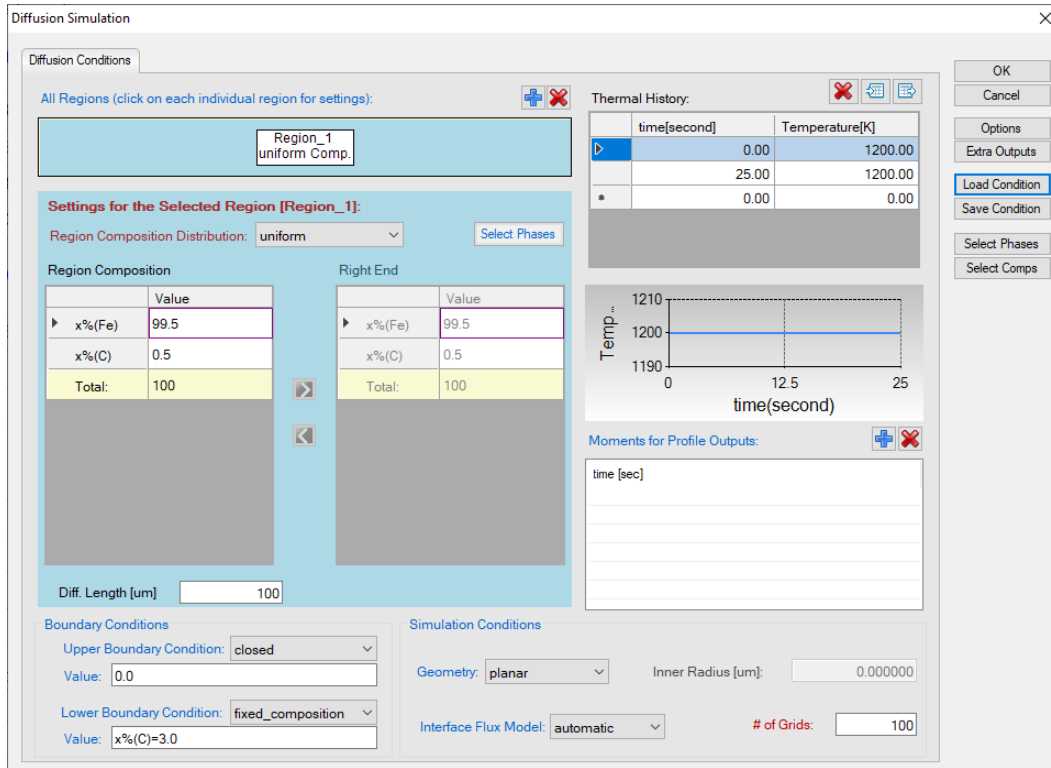 Diffusion Simulation
Diffusion Conditions
All Regions (click on each individual region for settings):
Region_1
uniform Comp.
Settings for the Selected Region [Region_1]:
Region Composition Distribution: uniform
Select Phases
Region Composition
Right End
Value
x%(Fe) 99.5
x%(C) 0.5
Total: 100
Value
x%(Fe) 99.5
x%(C) 0.5
Total: 100
Diff. Length [um] 100
Boundary Conditions
Upper Boundary Condition: closed
Value: 0.0
Lower Boundary Condition: fixed_composition
Value: x%(C)=3.0
Thermal History:
time[second] Temperature[K]
0.00 1200.00
25.00 1200.00
* 0.00 0.00
Temp...
1210
1200
1190
0 12.5 25
time(second)
Moments for Profile Outputs:
time [sec]
Simulation Conditions
Geometry: planar
Inner Radius [um]: 0.000000
Interface Flux Model: automatic
# of Grids: 100
OK
Cancel
Options
Extra Outputs
Load Condition
Save Condition
Select Phases
Select Comps